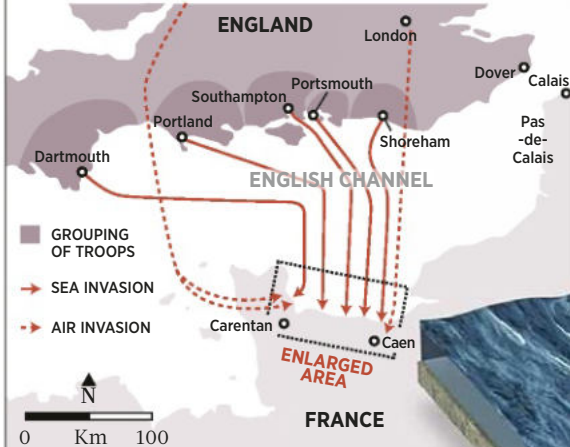 ENGLAND
London
Dover
Calais
Portsmouth
Southampton
Portland
Shoreham
Pas
-de-
Calais
Dartmouth
ENGLISH CHANNEL
GROUPING
OF TROOPS
SEA INVASION
AIR INVASION
Carentan
Caen
ENLARGED
AREA
N
FRANCE
0 Km 100